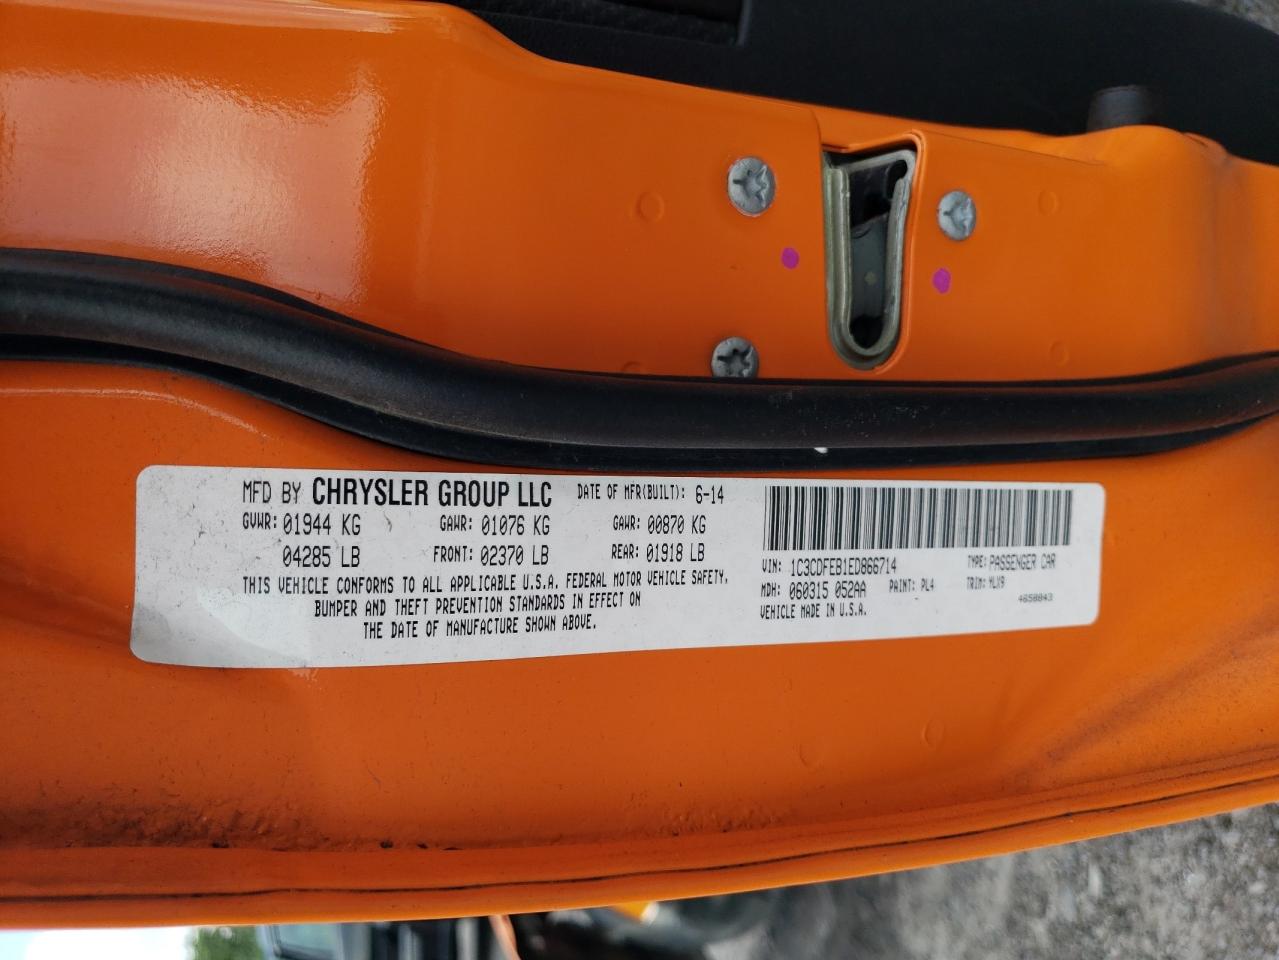 MFD BY CHRYSLER GROUP LLC DATE OF MFR(BUILT): 6-14
GVWR: 01944 KG GAWR: 01076 KG GAWR: 00870 KG
04285 LB FRONT: 02370 LB REAR: 01918 LB
THIS VEHICLE CONFORMS TO ALL APPLICABLE U.S.A. FEDERAL MOTOR VEHICLE SAFETY,
BUMPER AND THEFT PREVENTION STANDARDS IN EFFECT ON
THE DATE OF MANUFACTURE SHOWN ABOVE.
VIN: 1C3CDFEB1ED866714 TYPE: PASSENGER CAR
MDH: 060315 052AA PAINT: PL4 TRIM: MLX9
VEHICLE MADE IN U.S.A. 4658843